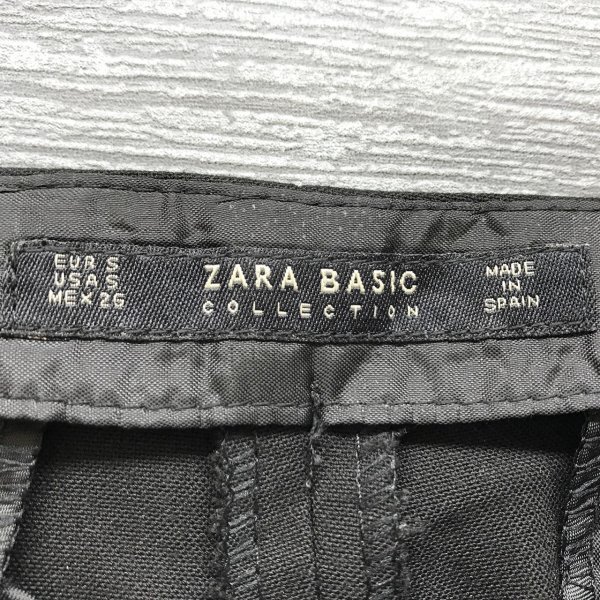 EUR S
USA S
MEX 26
ZARA BASIC
COLLECTION
MADE
IN
SPAIN